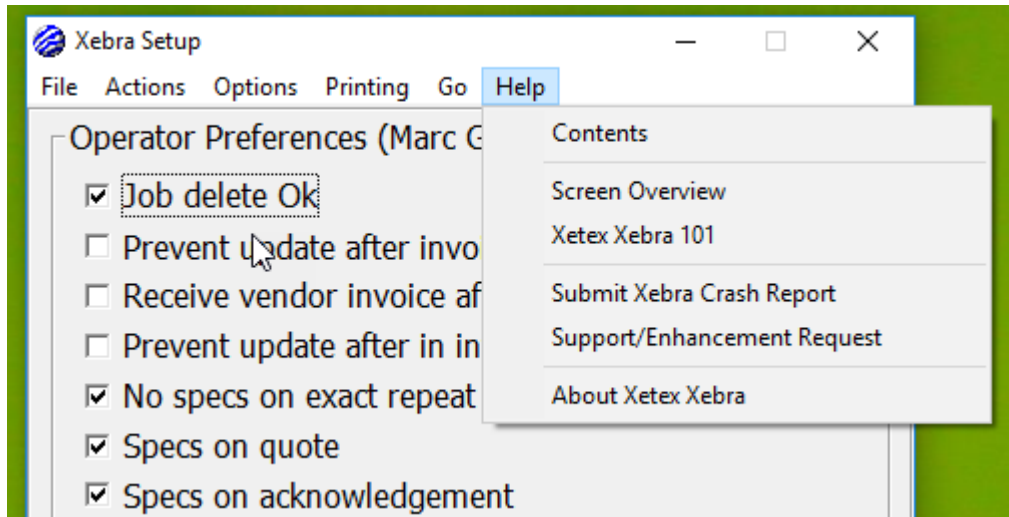 Xebra Setup
File Actions Options Printing Go Help
Operator Preferences (Marc G
Job delete Ok
Prevent update after invo
Receive vendor invoice af
Prevent update after in in
No specs on exact repeat
Specs on quote
Specs on acknowledgement
Contents
Screen Overview
Xetex Xebra 101
Submit Xebra Crash Report
Support/Enhancement Request
About Xetex Xebra